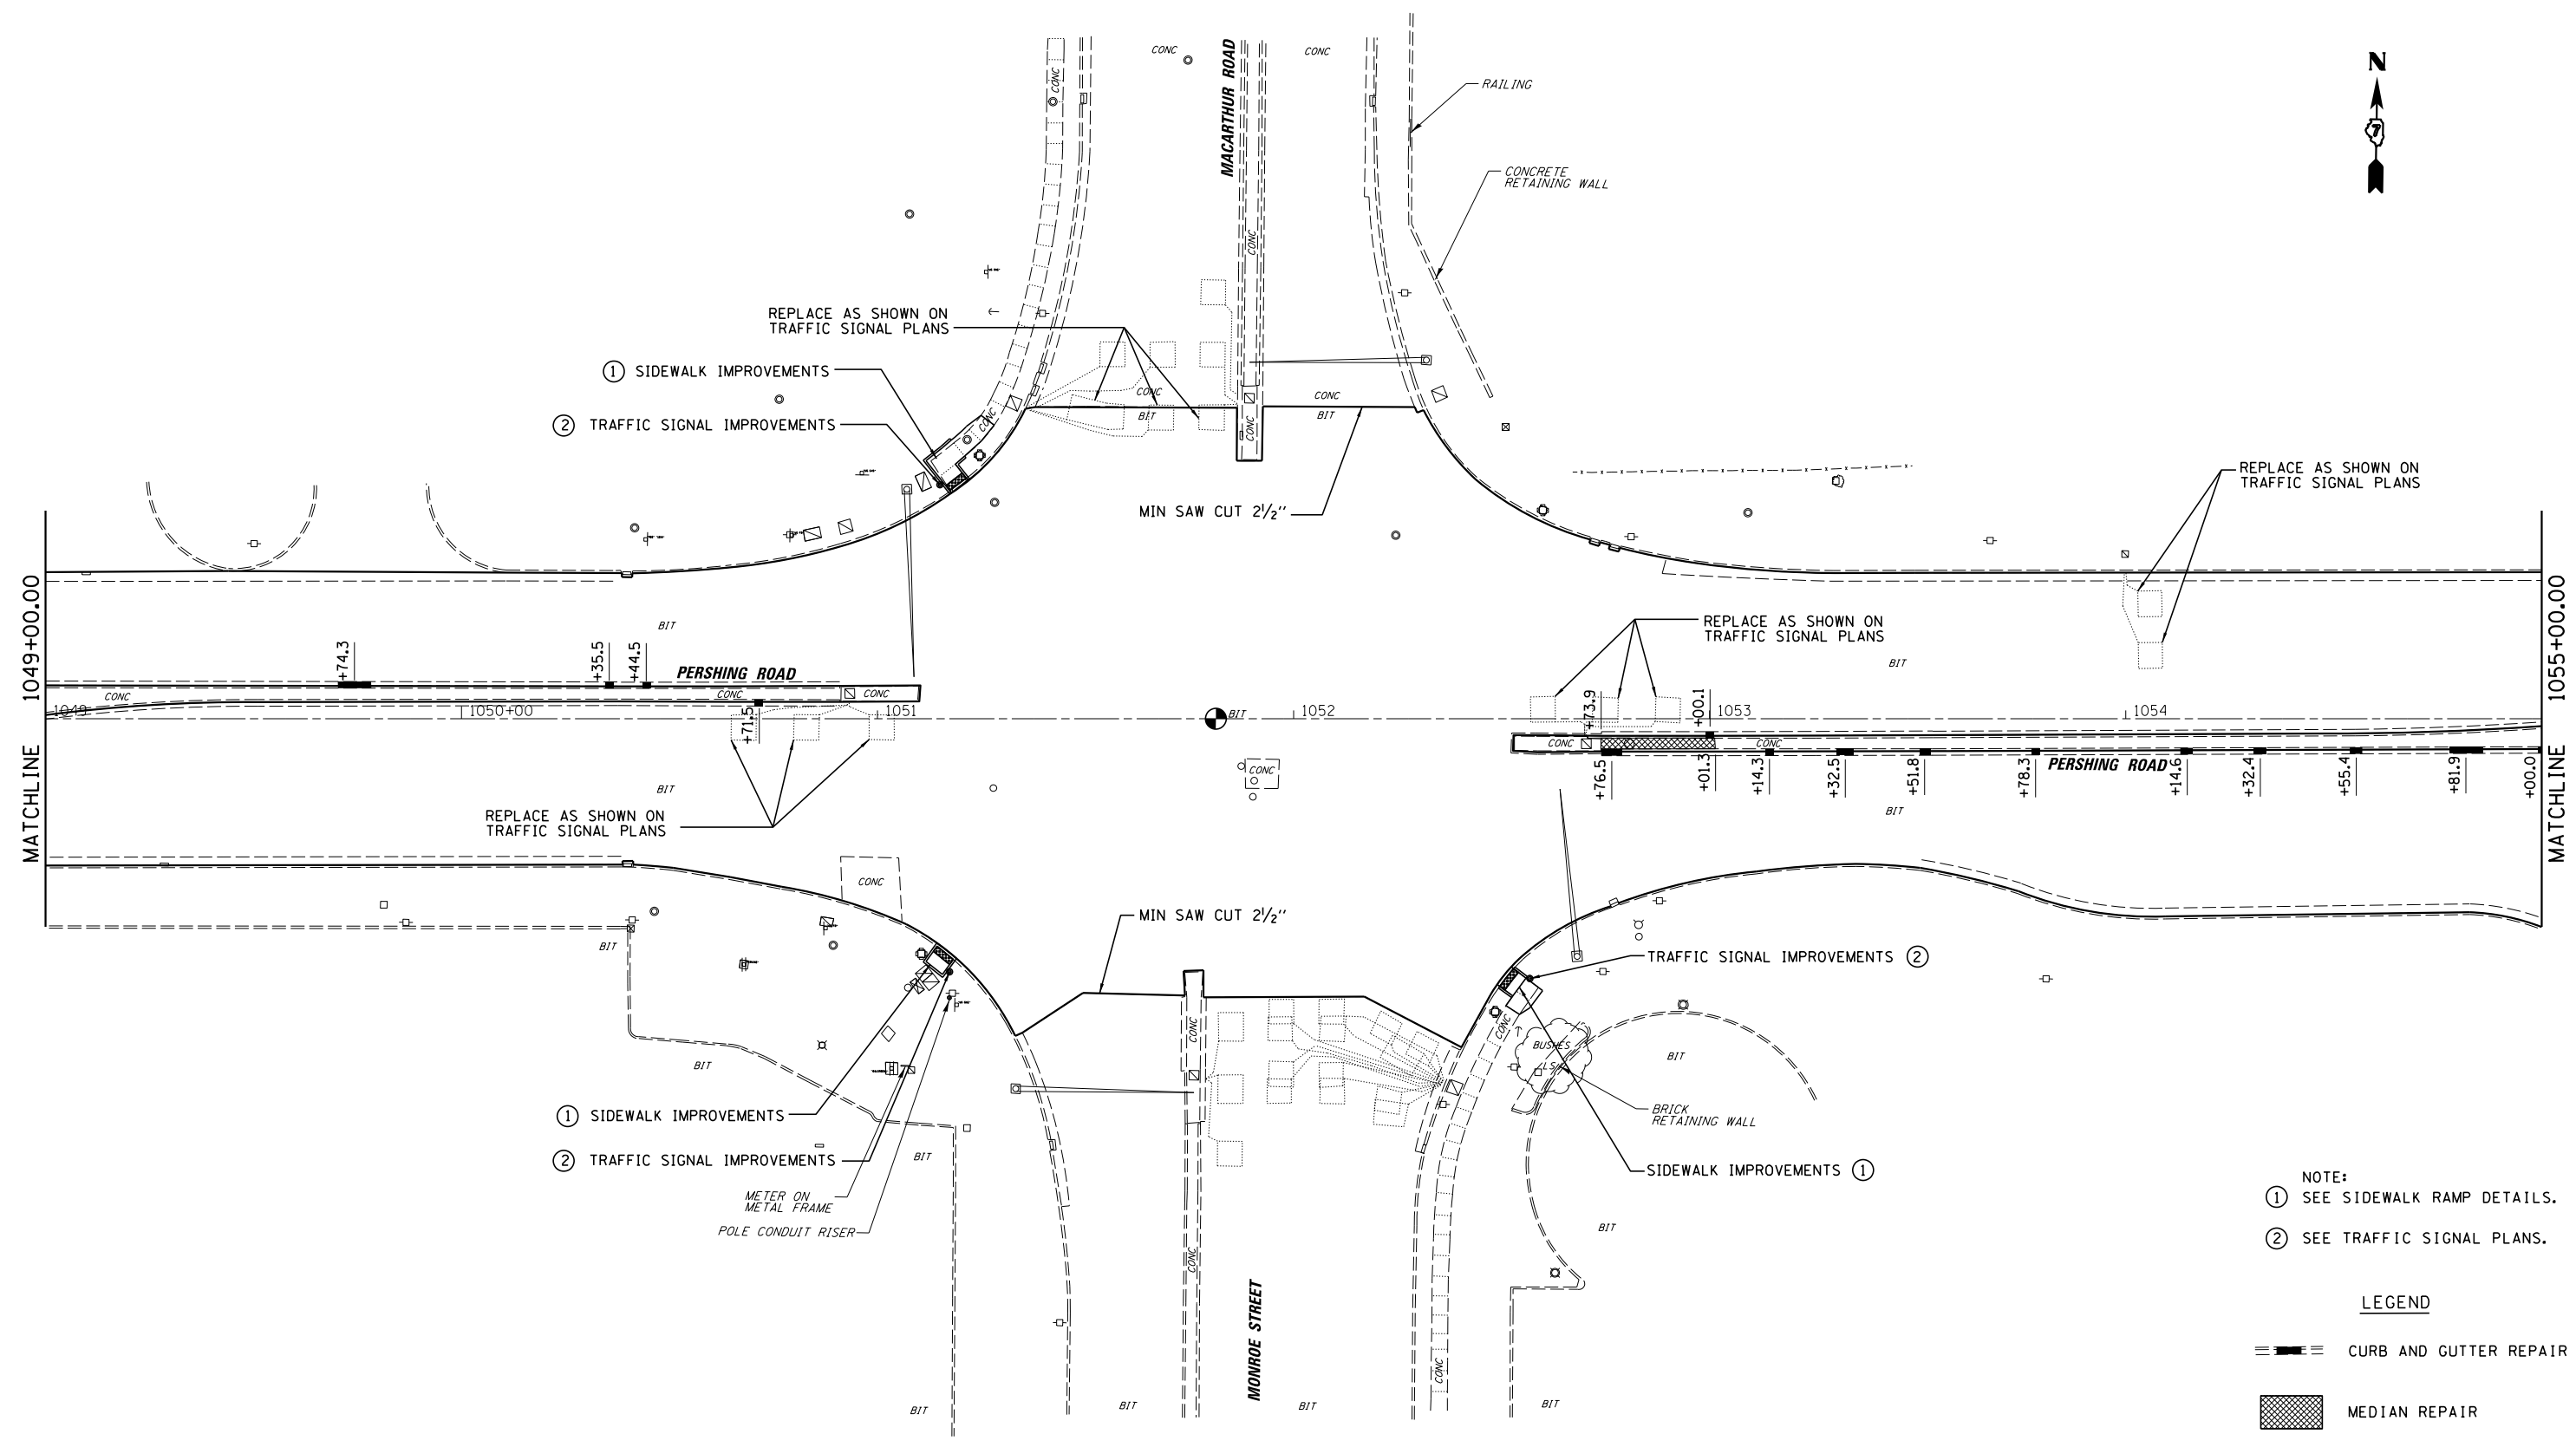 CONC
MACARTHUR ROAD
CONC
N
7
CONC
RAILING
CONCRETE
RETAINING WALL
CONC
REPLACE AS SHOWN ON
TRAFFIC SIGNAL PLANS
① SIDEWALK IMPROVEMENTS
② TRAFFIC SIGNAL IMPROVEMENTS
CONC
BIT
CONC
BIT
CONC
CONC
MIN SAW CUT 2½"
REPLACE AS SHOWN ON
TRAFFIC SIGNAL PLANS
MATCHLINE 1049+00.00
BIT
REPLACE AS SHOWN ON
TRAFFIC SIGNAL PLANS
BIT
MATCHLINE 1055+00.00
+74.3
+35.5
+44.5
PERSHING ROAD
CONC
CONC
CONC
1049
1050+00
+71.5
1051
BIT
1052
+73.9
+00.1
1053
1054
CONC
CONC
PERSHING ROAD
+76.5
+01.3
+14.3
+32.5
+51.8
+78.3
+14.6
+32.4
+55.4
+81.9
+00.0
CONC
BIT
BIT
REPLACE AS SHOWN ON
TRAFFIC SIGNAL PLANS
CONC
MIN SAW CUT 2½"
BIT
TRAFFIC SIGNAL IMPROVEMENTS ②
CONC
CONC
BUSHES
LS
BIT
BIT
① SIDEWALK IMPROVEMENTS
BRICK
RETAINING WALL
② TRAFFIC SIGNAL IMPROVEMENTS
BIT
SIDEWALK IMPROVEMENTS ①
METER ON
METAL FRAME
POLE CONDUIT RISER
CONC
BIT
NOTE:
① SEE SIDEWALK RAMP DETAILS.
② SEE TRAFFIC SIGNAL PLANS.
MONROE STREET
CONC
LEGEND
CURB AND GUTTER REPAIR
BIT
BIT
BIT
BIT
MEDIAN REPAIR